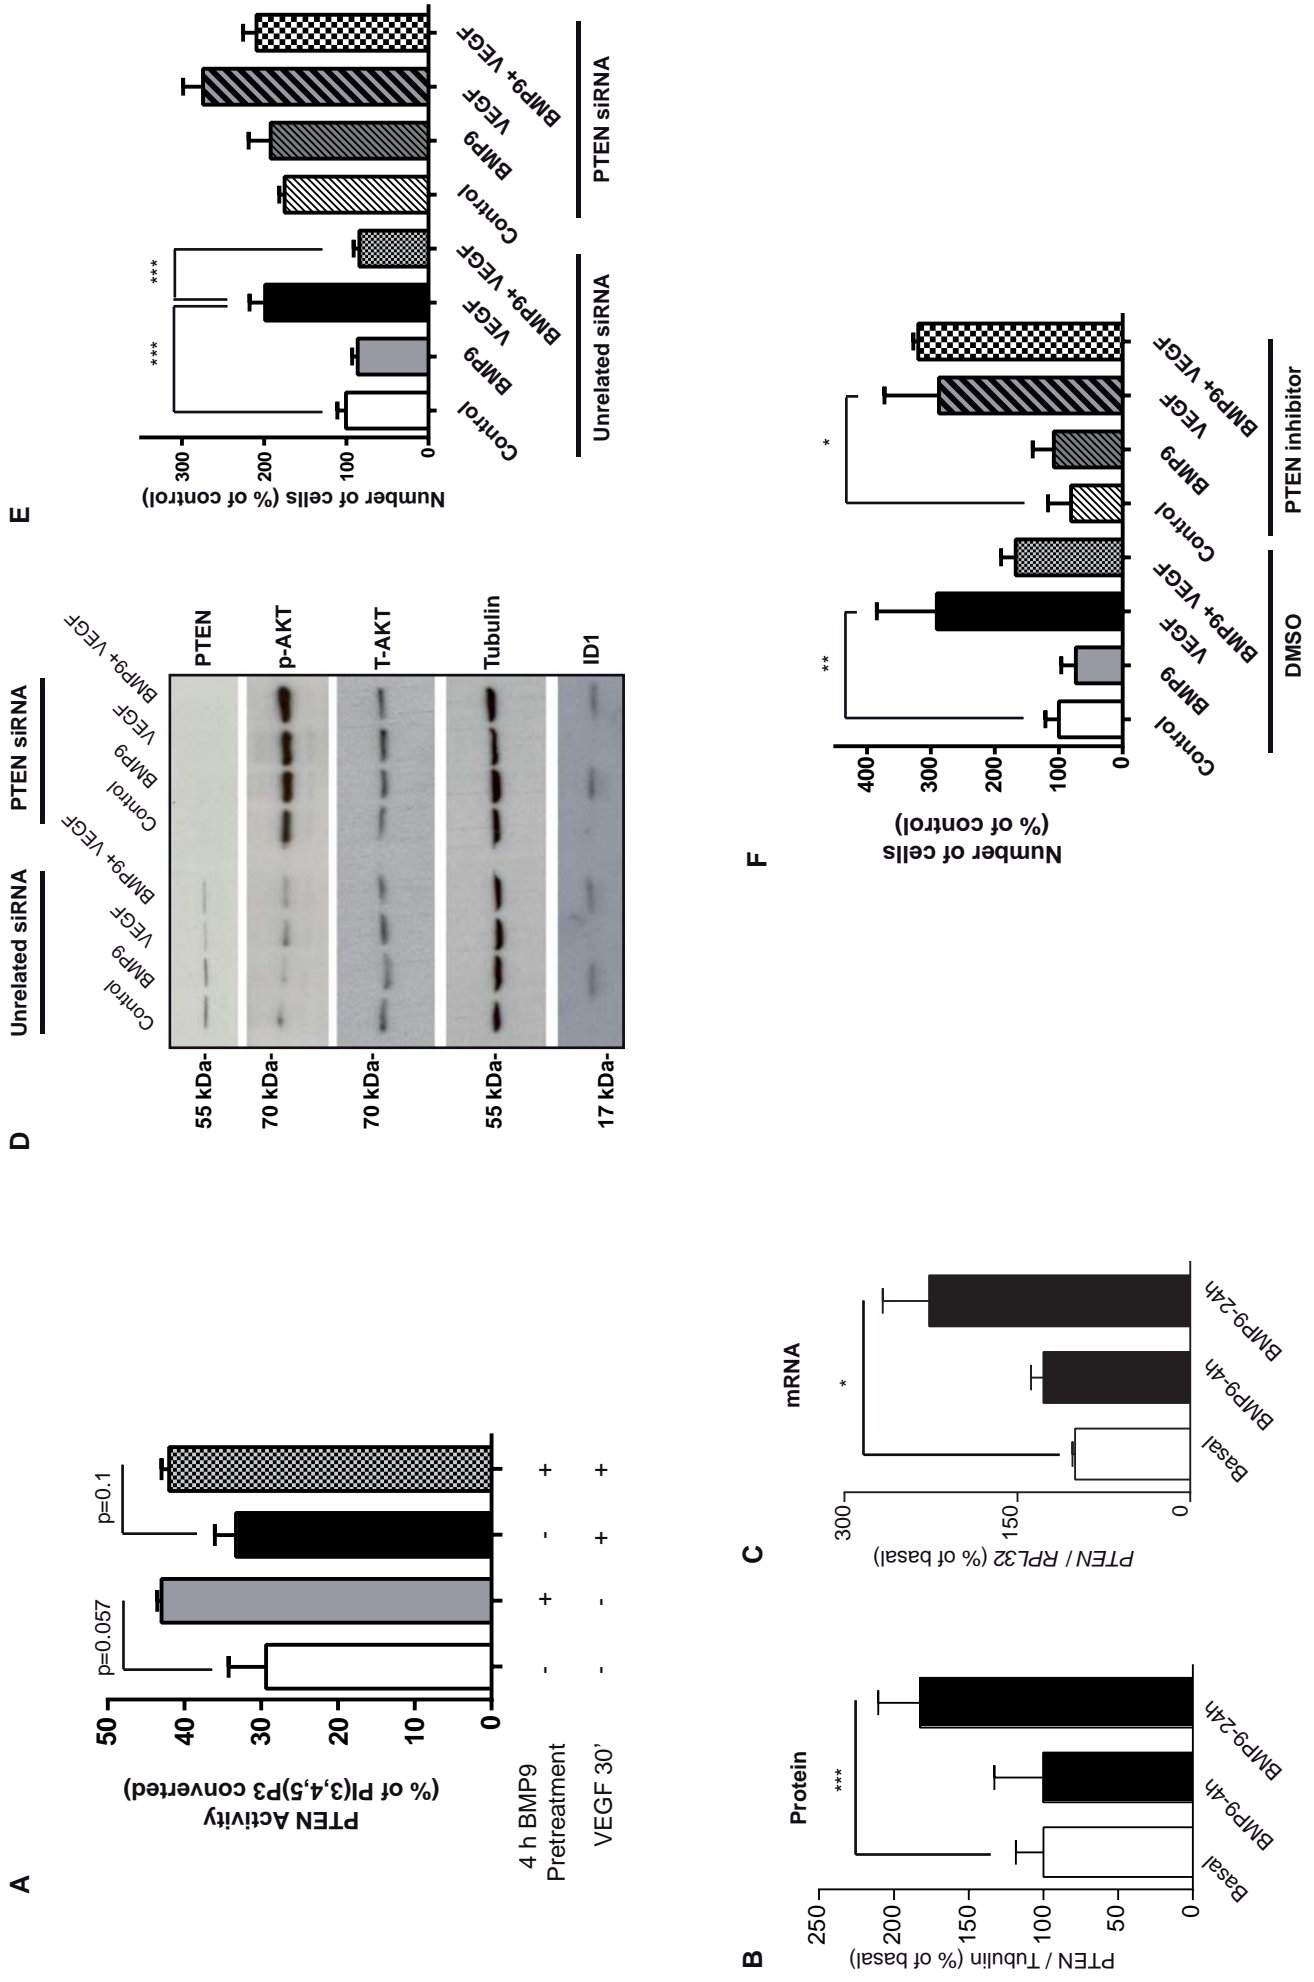 A
PTEN Activity
(% of PI(3,4,5)P3 converted)
50
40
30
20
10
0
p=0.057
p=0.1
4 h BMP9
Pretreatment
- + - +
VEGF 30'
- - + +
B
Protein
PTEN / Tubulin (% of basal)
250
200
150
100
50
0
***
Basal
BMP9-4h
BMP9-24h
C
mRNA
PTEN / RPL32 (% of basal)
300
150
0
*
Basal
BMP9-4h
BMP9-24h
D
Unrelated siRNA
PTEN siRNA
Control
BMP9
VEGF
BMP9+ VEGF
Control
BMP9
VEGF
BMP9+ VEGF
55 kDa-
PTEN
70 kDa-
p-AKT
70 kDa-
T-AKT
55 kDa-
Tubulin
17 kDa-
ID1
E
Number of cells (% of control)
300
200
100
0
***
***
Control
BMP9
VEGF
BMP9+ VEGF
Control
BMP9
VEGF
BMP9+ VEGF
Unrelated siRNA
PTEN siRNA
F
Number of cells
(% of control)
400
300
200
100
0
**
*
Control
BMP9
VEGF
BMP9+ VEGF
Control
BMP9
VEGF
BMP9+ VEGF
DMSO
PTEN inhibitor